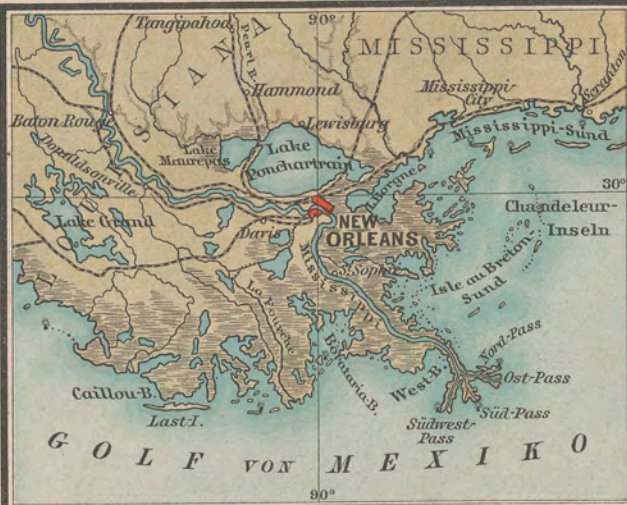 90°
Tangipahoa
Pearl R.
MISSISSIPPI
LOUISIANA
Hammond
Mississippi-
City
Scranton
Baton Rouge
Lewisburg
Mississippi-Sund
Lake
Maurepas
Lake
Ponchartrain
Donaldsonville
30°
L. Borgne
Chandeleur-
Inseln
Lake Grand
Davis
NEW
ORLEANS
Mississippi
St. Sophie
Isle au Breton-
Sund
La Fourche
Nord-Pass
Caillou-B.
Barataria-B.
West-B.
Ost-Pass
Last-I.
Süd-Pass
Südwest-
Pass
GOLF VON MEXIKO
90°